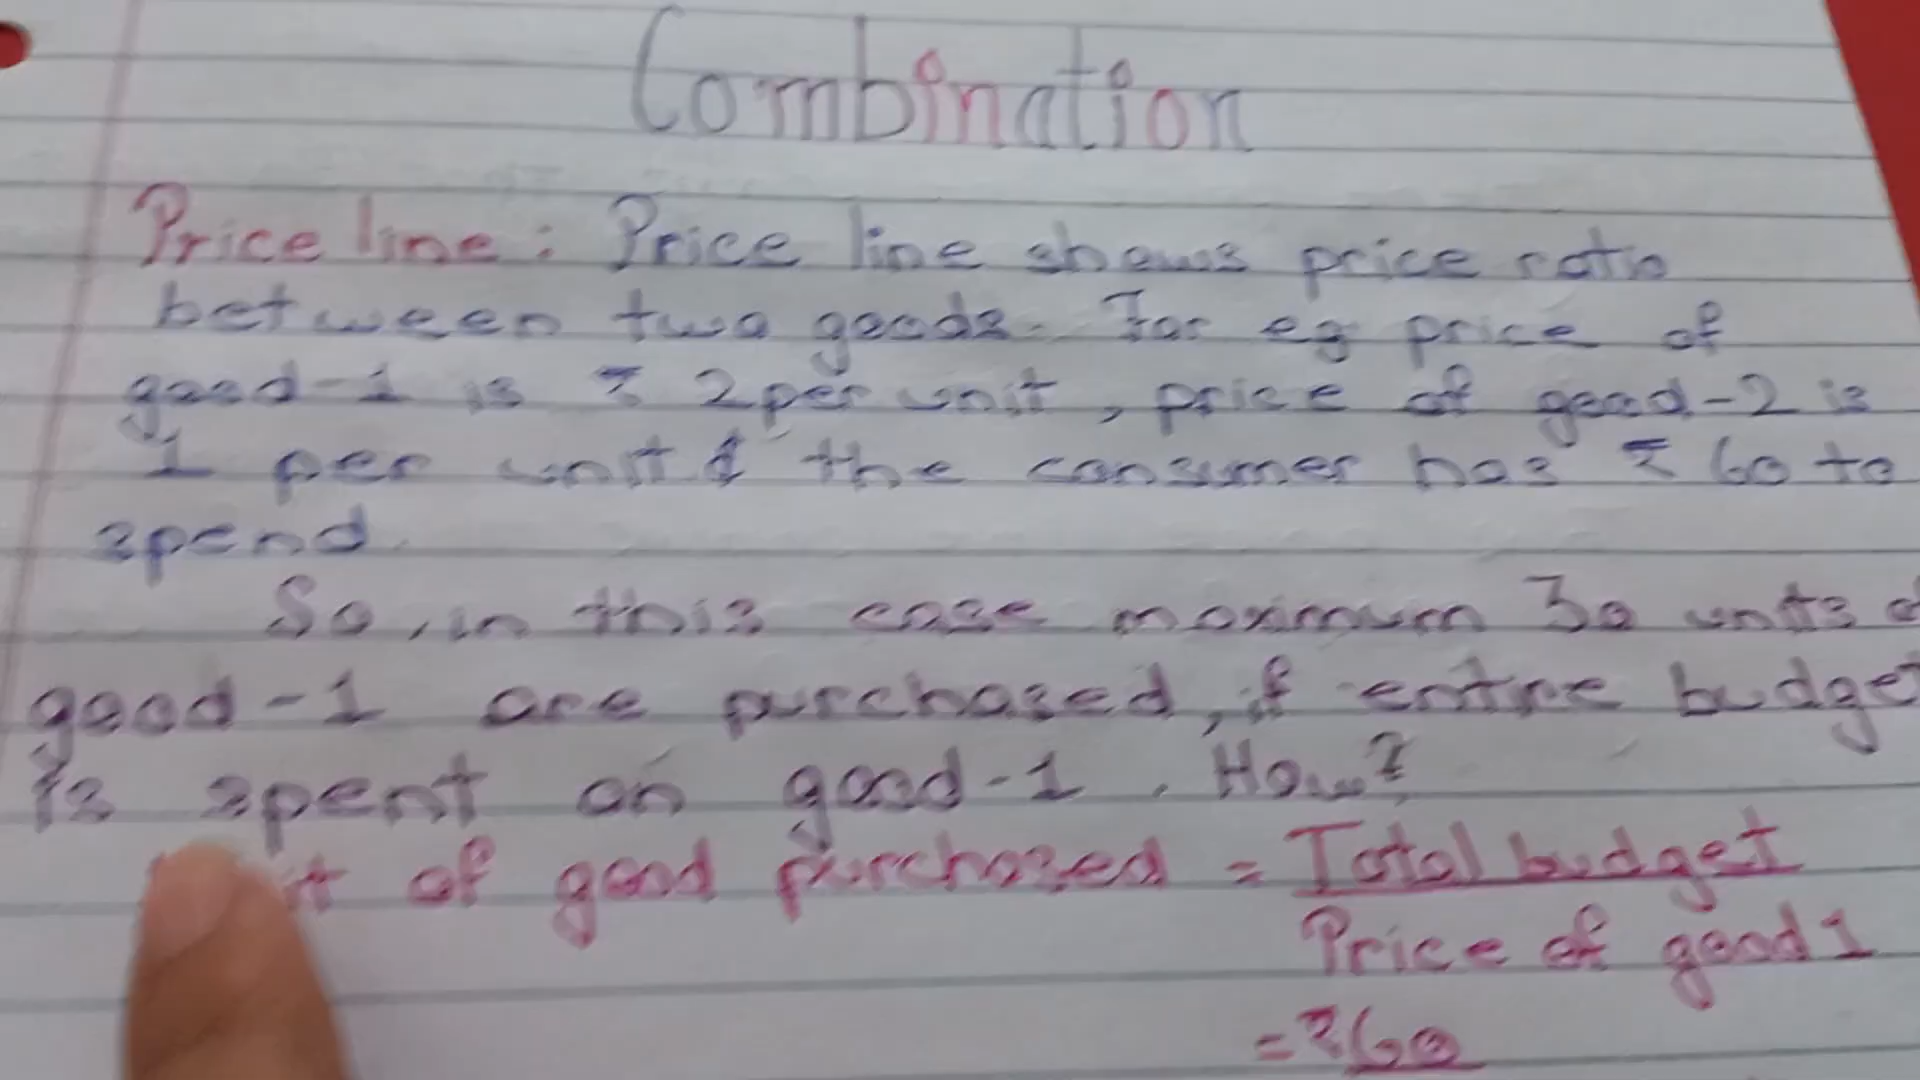 Combination
Price line: Price line shows price ratio
between two goods. For eg price of
good-1 is ₹ 2 per unit, price of good-2 is
1 per unit & the consumer has ₹ 60 to
spend.
So, in this case maximum 30 units of
good-1 are purchased, if entire budget
is spent on good-1. How?
of good purchased = Total budget
Price of good 1
= ₹60